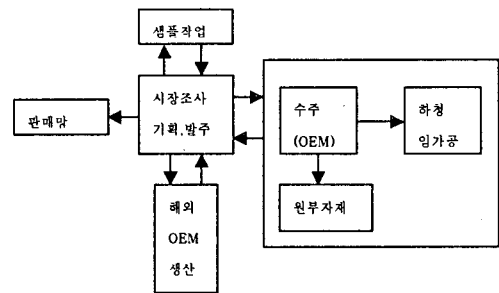 샘플작업
시장조사
기획,발주
판매망
수주
(OEM)
하청
임가공
원부자재
해외
OEM
생산